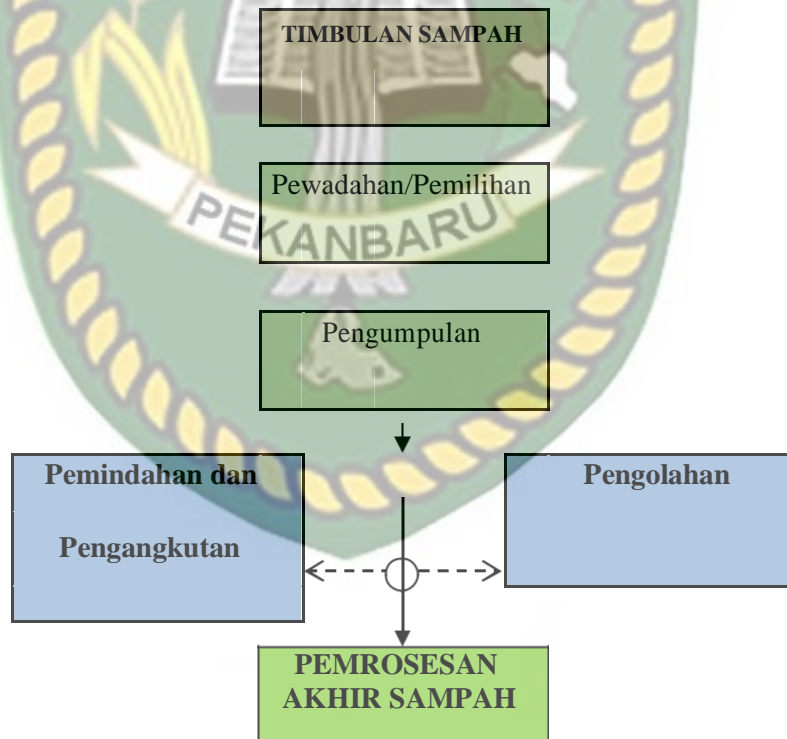 TIMBULAN SAMPAH
Pewadahan/Pemilihan
PEKANBARU
Pengumpulan
Pemindahan dan
Pengangkutan
Pengolahan
PEMROSESAN
AKHIR SAMPAH